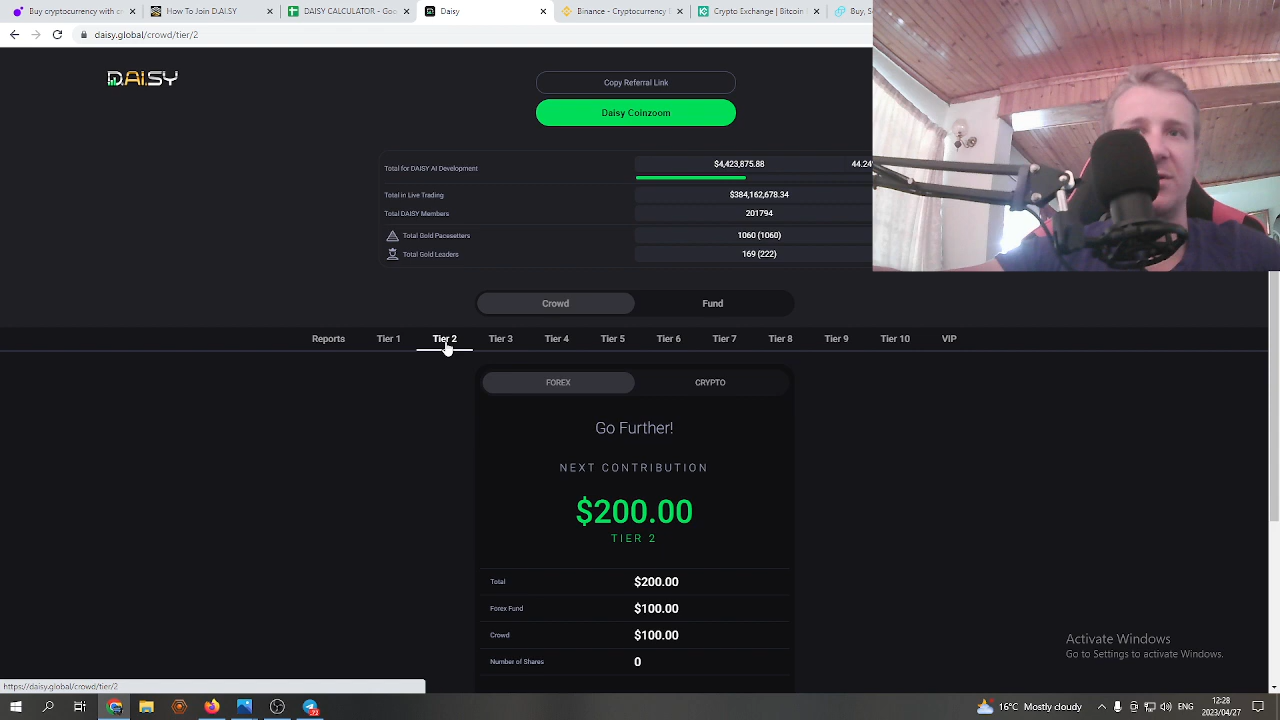 Buy cryptocurrency with c
How To Join D.AI.SY
DAISY CALCULATOR - Goo
Daisy
Binance - Cryptocurrency E
Crypto Exchange | Bitcoin
Buy, S
daisy.global/crowd/tier/2
D.Ai.SY
Copy Referral Link
Daisy Coinzoom
Total for DAISY AI Development $4,423,875.88 44.24
Total in Live Trading $384,162,678.34
Total DAISY Members 201794
Total Gold Pacesetters 1060 (1060)
Total Gold Leaders 169 (222)
Crowd Fund
Reports Tier 1 Tier 2 Tier 3 Tier 4 Tier 5 Tier 6 Tier 7 Tier 8 Tier 9 Tier 10 VIP
FOREX CRYPTO
Go Further!
NEXT CONTRIBUTION
$200.00
TIER 2
Total $200.00
Forex Fund $100.00
Crowd $100.00
Number of Shares 0
Activate Windows
Go to Settings to activate Windows.
https://daisy.global/crowd/tier/2
15°C Mostly cloudy
ENG
12:28
2022/04/27